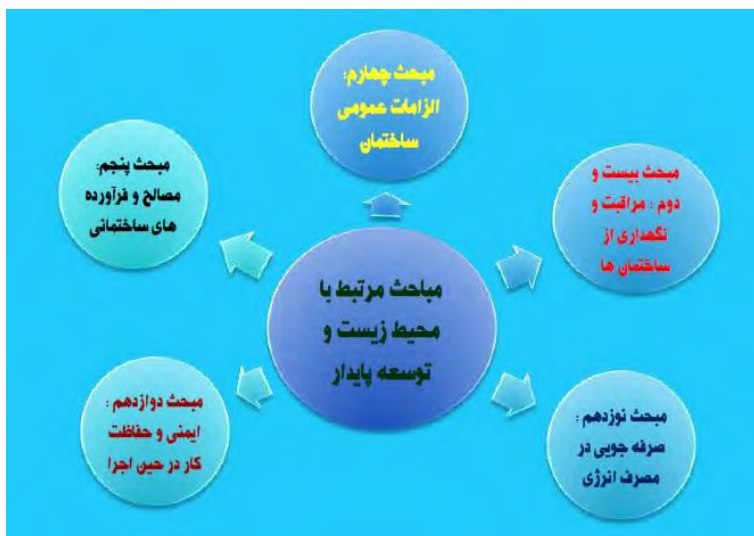 مبحث چهارم:
الزامات عمومی
ساختمان
مبحث بیست و
دوم : مراقبت و
نگهداری از
ساختمان ها
مبحث پنجم:
مصالح و فرآورده
های ساختمانی
مباحث مرتبط با
محیط زیست و
توسعه پایدار
مبحث نوزدهم :
صرفه جویی در
مصرف انرژی
مبحث دوازدهم :
ایمنی و حفاظت
کار در حین اجرا